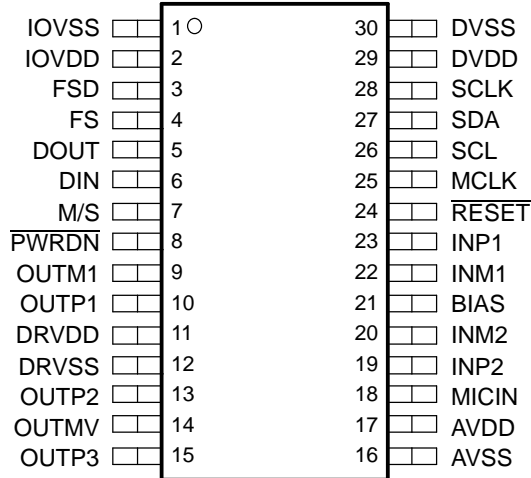 IOVSS 1 30 DVSS
IOVDD 2 29 DVDD
FSD 3 28 SCLK
FS 4 27 SDA
DOUT 5 26 SCL
DIN 6 25 MCLK
M/S 7 24 RESET
PWRDN 8 23 INP1
OUTM1 9 22 INM1
OUTP1 10 21 BIAS
DRVDD 11 20 INM2
DRVSS 12 19 INP2
OUTP2 13 18 MICIN
OUTMV 14 17 AVDD
OUTP3 15 16 AVSS